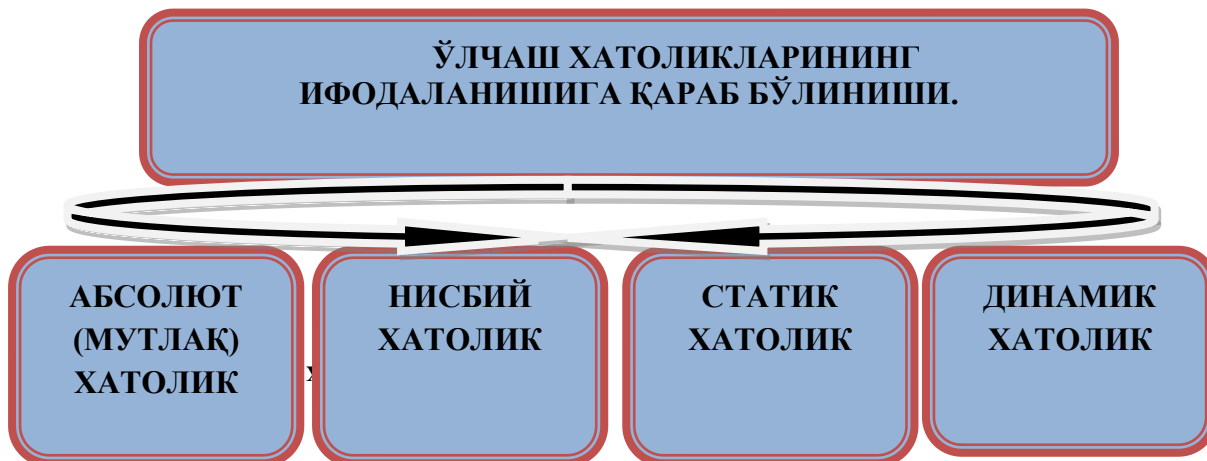 ЎЛЧАШ ХАТОЛИКЛАРИНИНГ
ИФОДАЛАНИШИГА ҚАРАБ БЎЛИНИШИ.
АБСОЛЮТ
(МУТЛАҚ)
ХАТОЛИК
НИСБИЙ
ХАТОЛИК
СТАТИК
ХАТОЛИК
ДИНАМИК
ХАТОЛИК